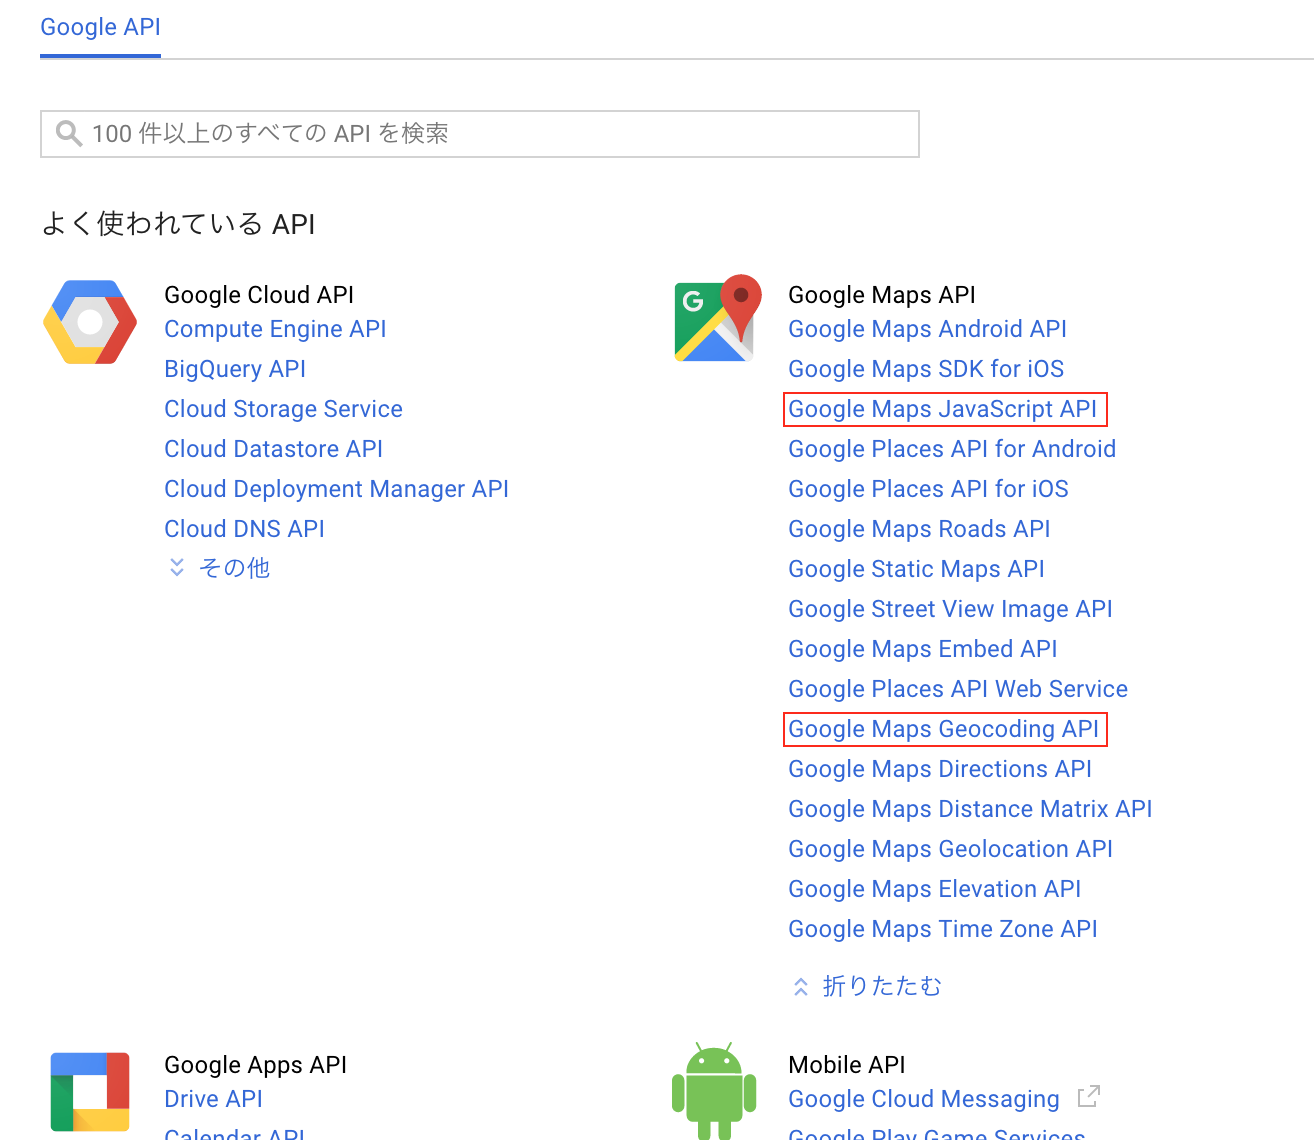 Google API
100 件以上のすべての API を検索
よく使われている API
Google Cloud API
Compute Engine API
BigQuery API
Cloud Storage Service
Cloud Datastore API
Cloud Deployment Manager API
Cloud DNS API
その他
Google Maps API
Google Maps Android API
Google Maps SDK for iOS
Google Maps JavaScript API
Google Places API for Android
Google Places API for iOS
Google Maps Roads API
Google Static Maps API
Google Street View Image API
Google Maps Embed API
Google Places API Web Service
Google Maps Geocoding API
Google Maps Directions API
Google Maps Distance Matrix API
Google Maps Geolocation API
Google Maps Elevation API
Google Maps Time Zone API
折りたたむ
Google Apps API
Drive API
Calendar API
Mobile API
Google Cloud Messaging
Google Play Game Services